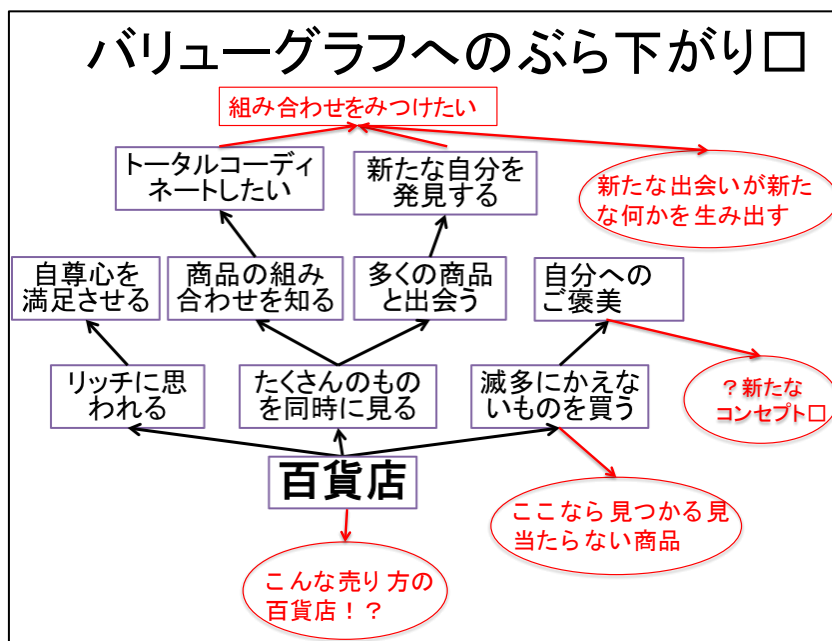 バリューグラフへのぶら下がり□
組み合わせをみつけたい
トータルコーディ
ネートしたい
新たな自分を
発見する
新たな出会いが新た
な何かを生み出す
自尊心を
満足させる
商品の組み
合わせを知る
多くの商品
と出会う
自分への
ご褒美
リッチに思
われる
たくさんのもの
を同時に見る
滅多にかえな
いものを買う
？新たな
コンセプト□
百貨店
ここなら見つかる見
当たらない商品
こんな売り方の
百貨店！？